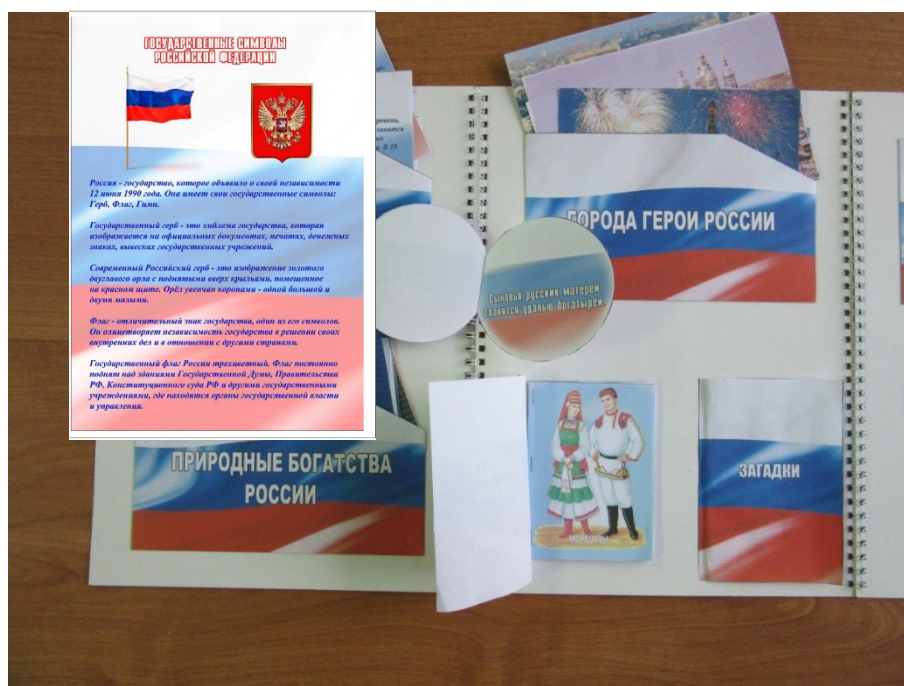 ГОСУДАРСТВЕННЫЕ СИМВОЛЫ
РОССИЙСКОЙ ФЕДЕРАЦИИ
Россия - государство, которое объявило о своей независимости
12 июня 1990 года. Она имеет свои государственные символы:
Герб, Флаг, Гимн.
Государственный герб - это эмблема государства, которая
изображается на официальных документах, печатях, денежных
знаках, вывесках государственных учрежений.
Современный Российский герб - это изображение золотого
двуглавого орла с поднятыми вверх крыльями, помещенное
на красном щите. Орёл увенчан коронами - одной большой и
двумя малыми.
Флаг - отличительный знак государства, один из его символов.
Он олицетворяет независимость государства в решении своих
внутренних дел и в отношении с другими странами.
Государственный флаг России трехцветный. Флаг постоянно
поднят над зданиями Государственной Думы, Правительства
РФ, Конституционного суда РФ и другими государственными
учреждениями, где находятся органы государственной власти
и управления.
ГОРОДА ГЕРОИ РОССИИ
Сыновья русских матерей
славятся удалью богатырей.
ПРИРОДНЫЕ БОГАТСТВА
РОССИИ
МОРДОВЦЫ
ЗАГАДКИ